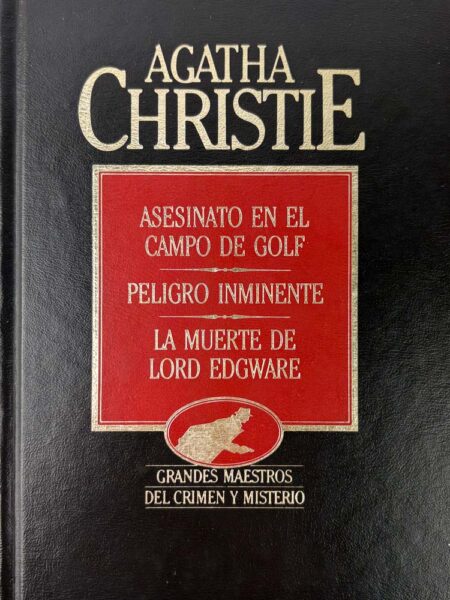 AGATHA
CHRISTIE
ASESINATO EN EL
CAMPO DE GOLF
PELIGRO INMINENTE
LA MUERTE DE
LORD EDGWARE
GRANDES MAESTROS
DEL CRIMEN Y MISTERIO